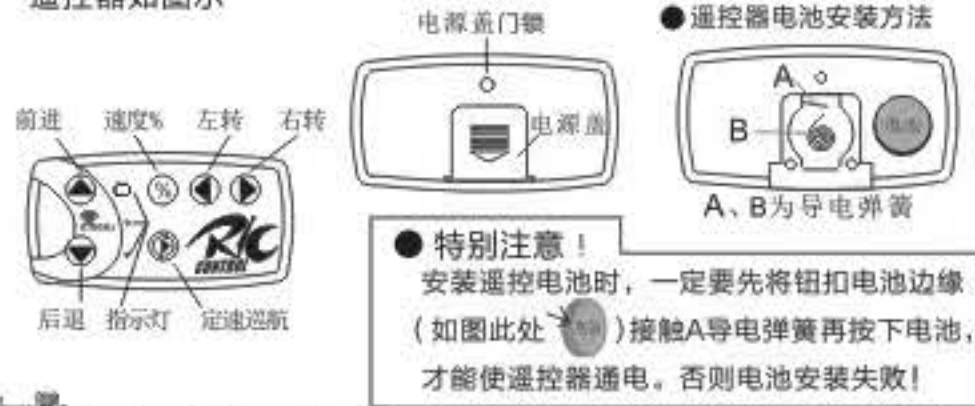 遥控器如图示
电源盖门锁
●遥控器电池安装方法
前进 速度% 左转 右转
电源盖
A
B
%
R/C
CONTROL
A、B为导电弹簧
后退 指示灯 定速巡航
●特别注意！
安装遥控电池时，一定要先将钮扣电池边缘
（如图此处 ）接触A导电弹簧再按下电池，
才能使遥控器通电。否则电池安装失败！